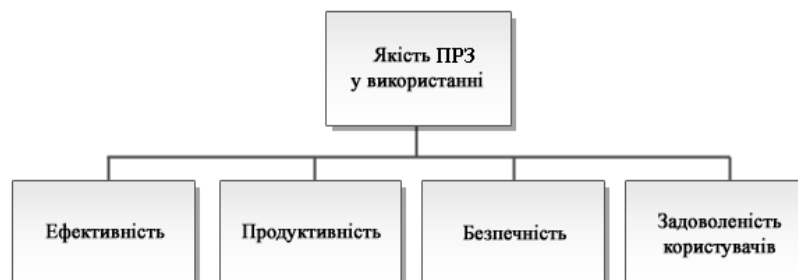 Якість ПРЗ
у використанні
Ефективність
Продуктивність
Безпечність
Задоволеність
користувачів